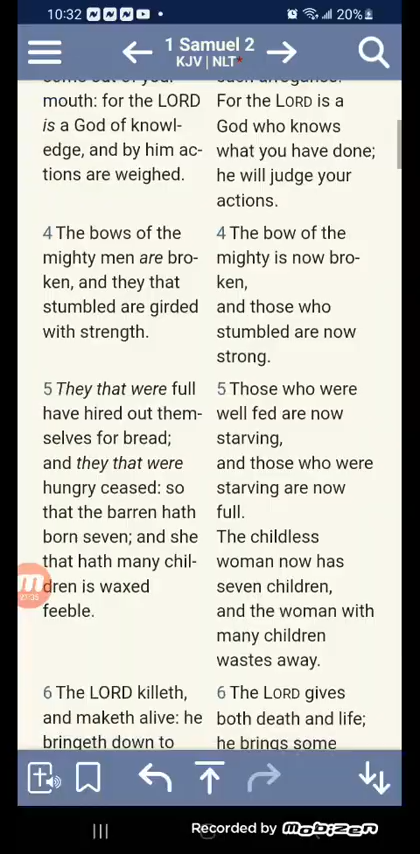 10:32
20%
1 Samuel 2
KJV | NLT*
mouth: for the LORD
is a God of knowl-
edge, and by him ac-
tions are weighed.
For the LORD is a
God who knows
what you have done;
he will judge your
actions.
4 The bows of the
mighty men are bro-
ken, and they that
stumbled are girded
with strength.
4 The bow of the
mighty is now bro-
ken,
and those who
stumbled are now
strong.
5 They that were full
have hired out them-
selves for bread;
and they that were
hungry ceased: so
that the barren hath
born seven; and she
that hath many chil-
dren is waxed
feeble.
5 Those who were
well fed are now
starving,
and those who were
starving are now
full.
The childless
woman now has
seven children,
and the woman with
many children
wastes away.
6 The LORD killeth,
and maketh alive: he
bringeth down to
6 The LORD gives
both death and life;
he brings some
Recorded by Mobizen